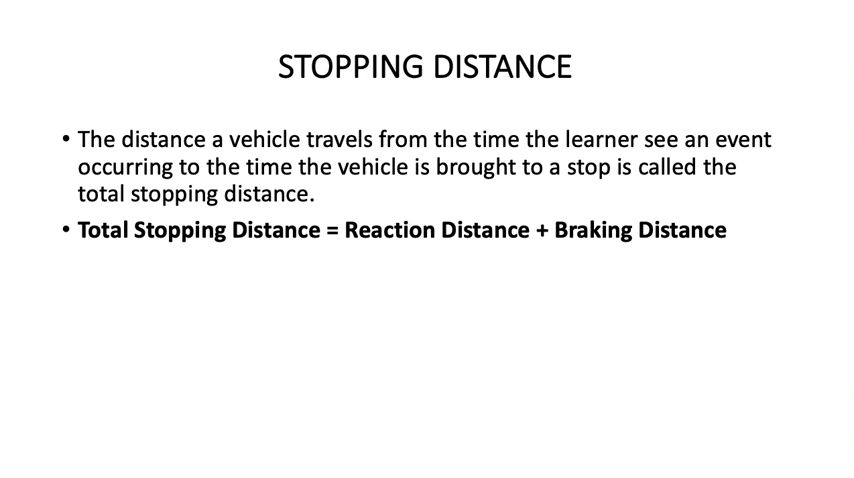 STOPPING DISTANCE
• The distance a vehicle travels from the time the learner see an event
occurring to the time the vehicle is brought to a stop is called the
total stopping distance.
• Total Stopping Distance = Reaction Distance + Braking Distance